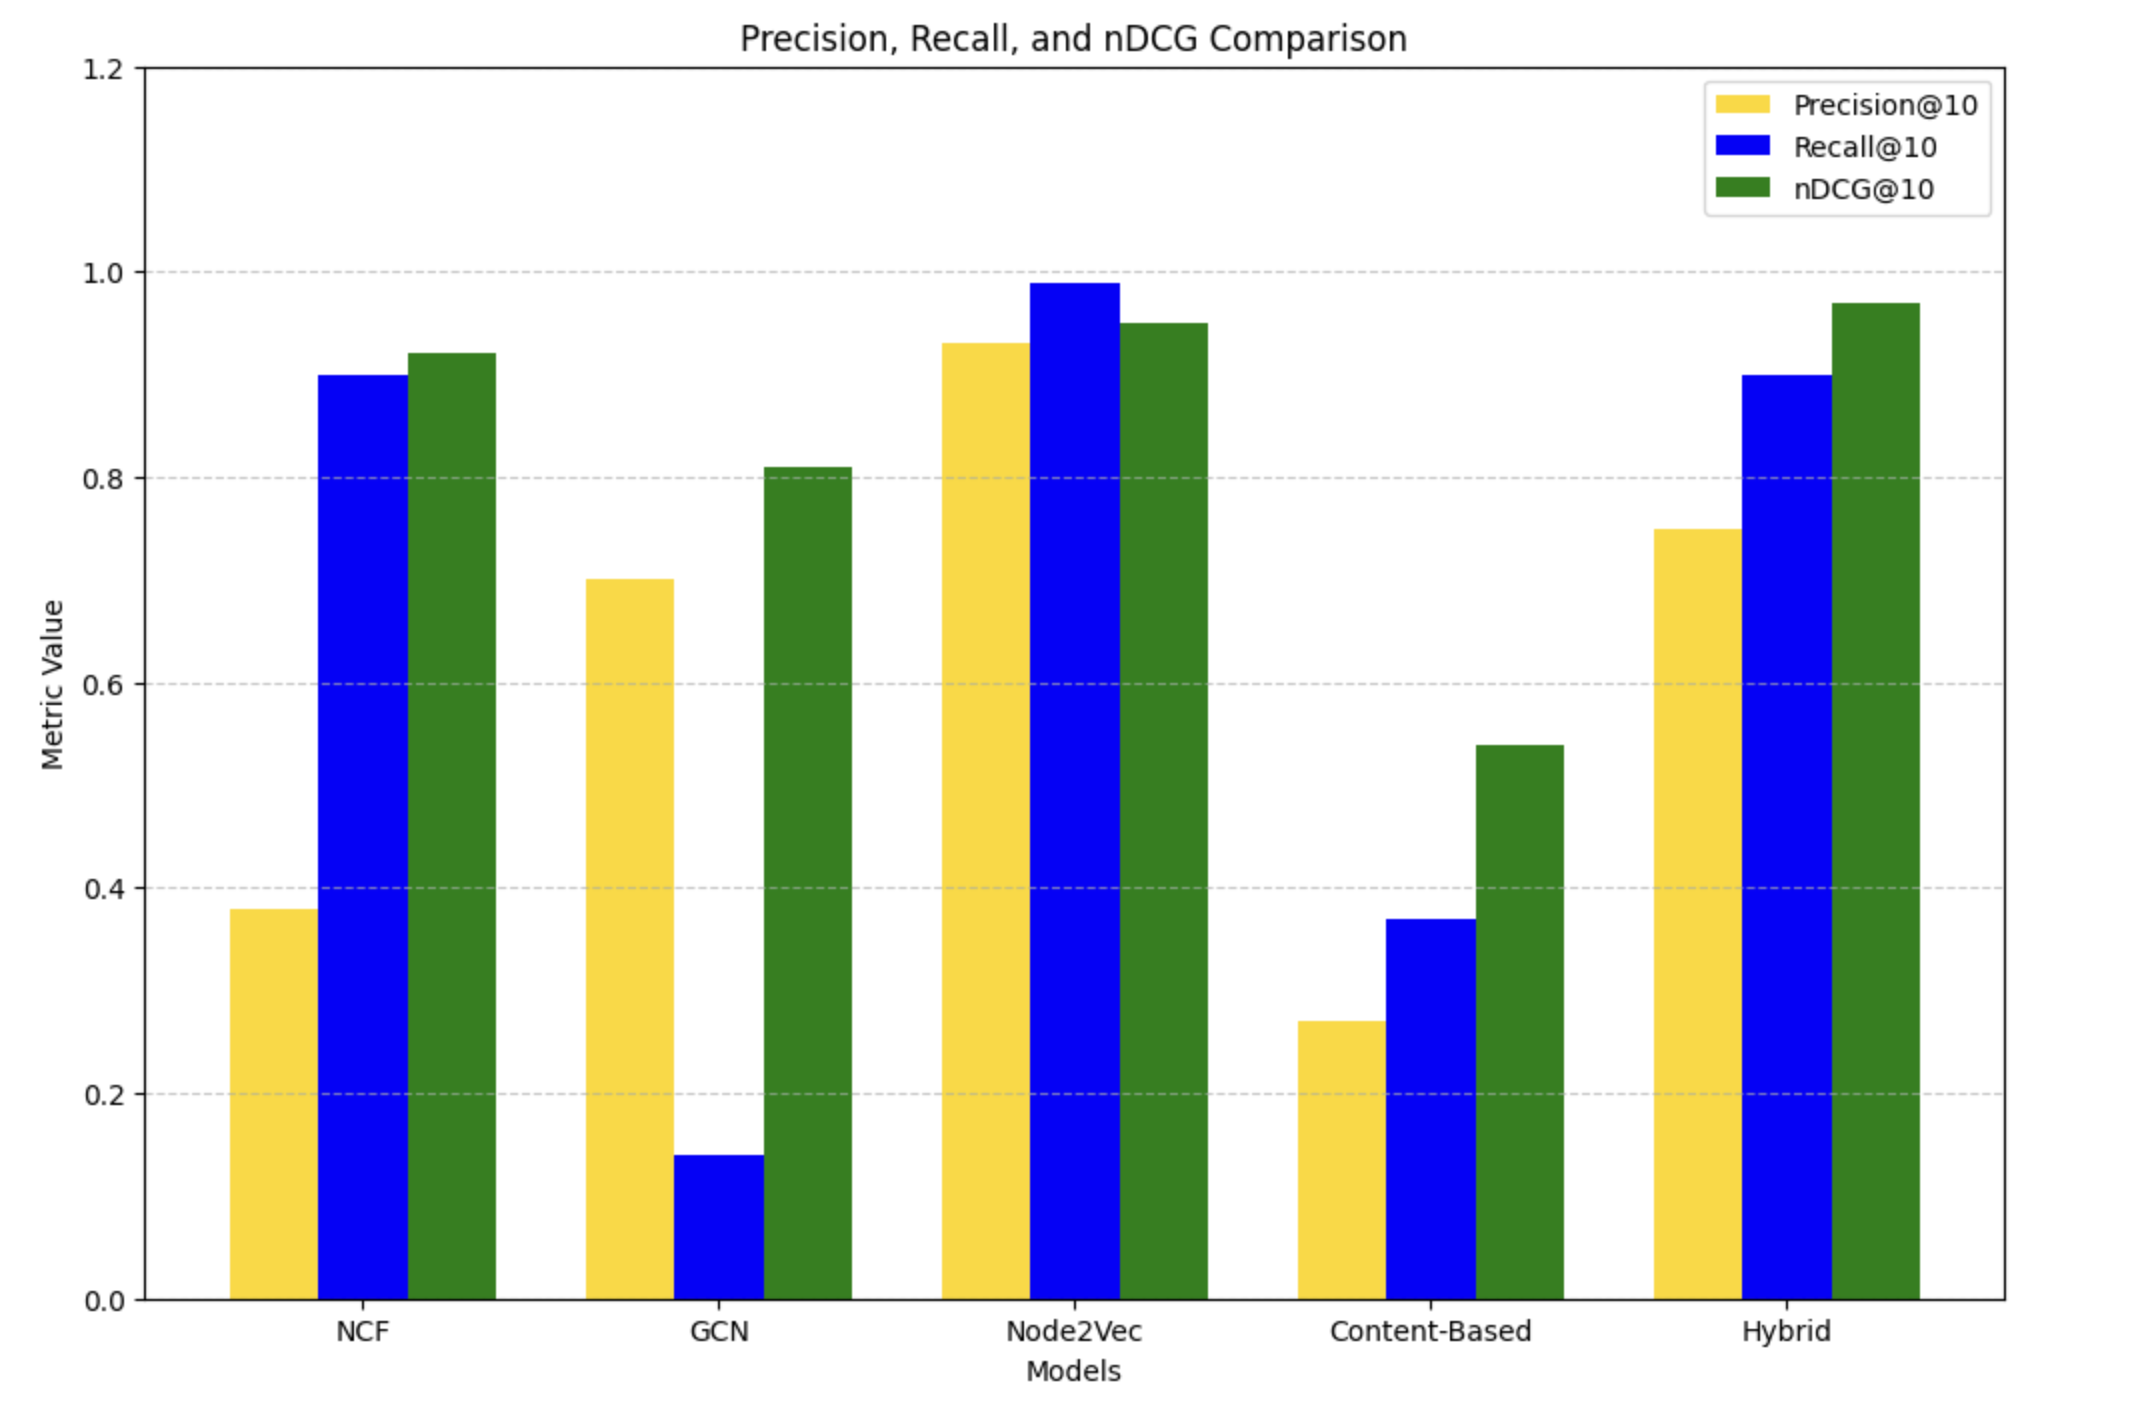 Precision, Recall, and nDCG Comparison
1.2
1.0
0.8
0.6
0.4
0.2
0.0
Metric Value
Precision@10
Recall@10
nDCG@10
NCF GCN Node2Vec Content-Based Hybrid
Models